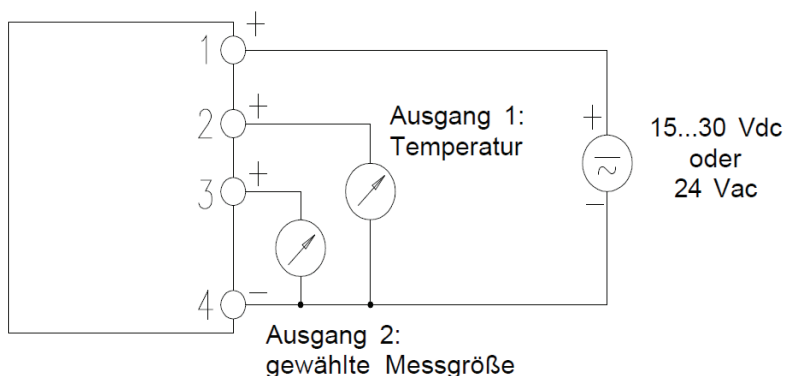 +
1
+
2
Ausgang 1:
Temperatur
+
15...30 Vdc
oder
24 Vac
+
3
−
4
−
Ausgang 2:
gewählte Messgröße